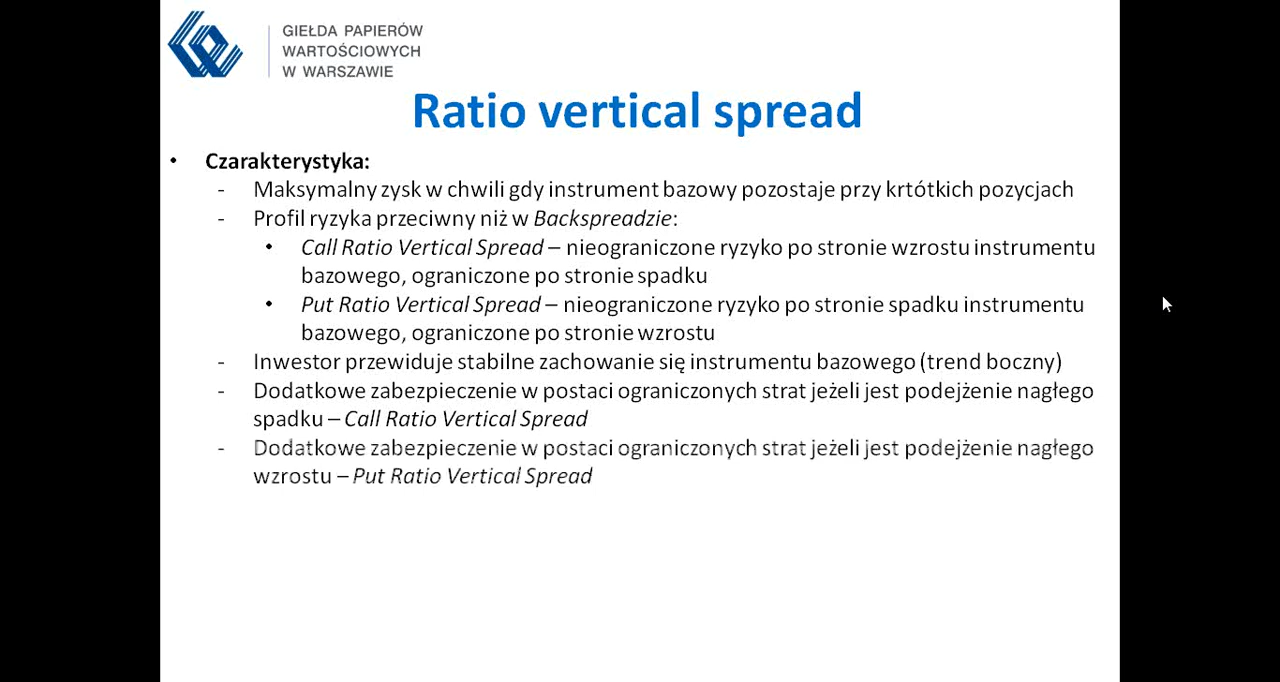 GIEŁDA PAPIERÓW
WARTOŚCIOWYCH
W WARSZAWIE
Ratio vertical spread
• Czarakterystyka:
- Maksymalny zysk w chwili gdy instrument bazowy pozostaje przy krtótkich pozycjach
- Profil ryzyka przeciwny niż w Backspreadzie:
• Call Ratio Vertical Spread – nieograniczone ryzyko po stronie wzrostu instrumentu
bazowego, ograniczone po stronie spadku
• Put Ratio Vertical Spread – nieograniczone ryzyko po stronie spadku instrumentu
bazowego, ograniczone po stronie wzrostu
- Inwestor przewiduje stabilne zachowanie się instrumentu bazowego (trend boczny)
- Dodatkowe zabezpieczenie w postaci ograniczonych strat jeżeli jest podejżenie nagłego
spadku – Call Ratio Vertical Spread
- Dodatkowe zabezpieczenie w postaci ograniczonych strat jeżeli jest podejżenie nagłego
wzrostu – Put Ratio Vertical Spread